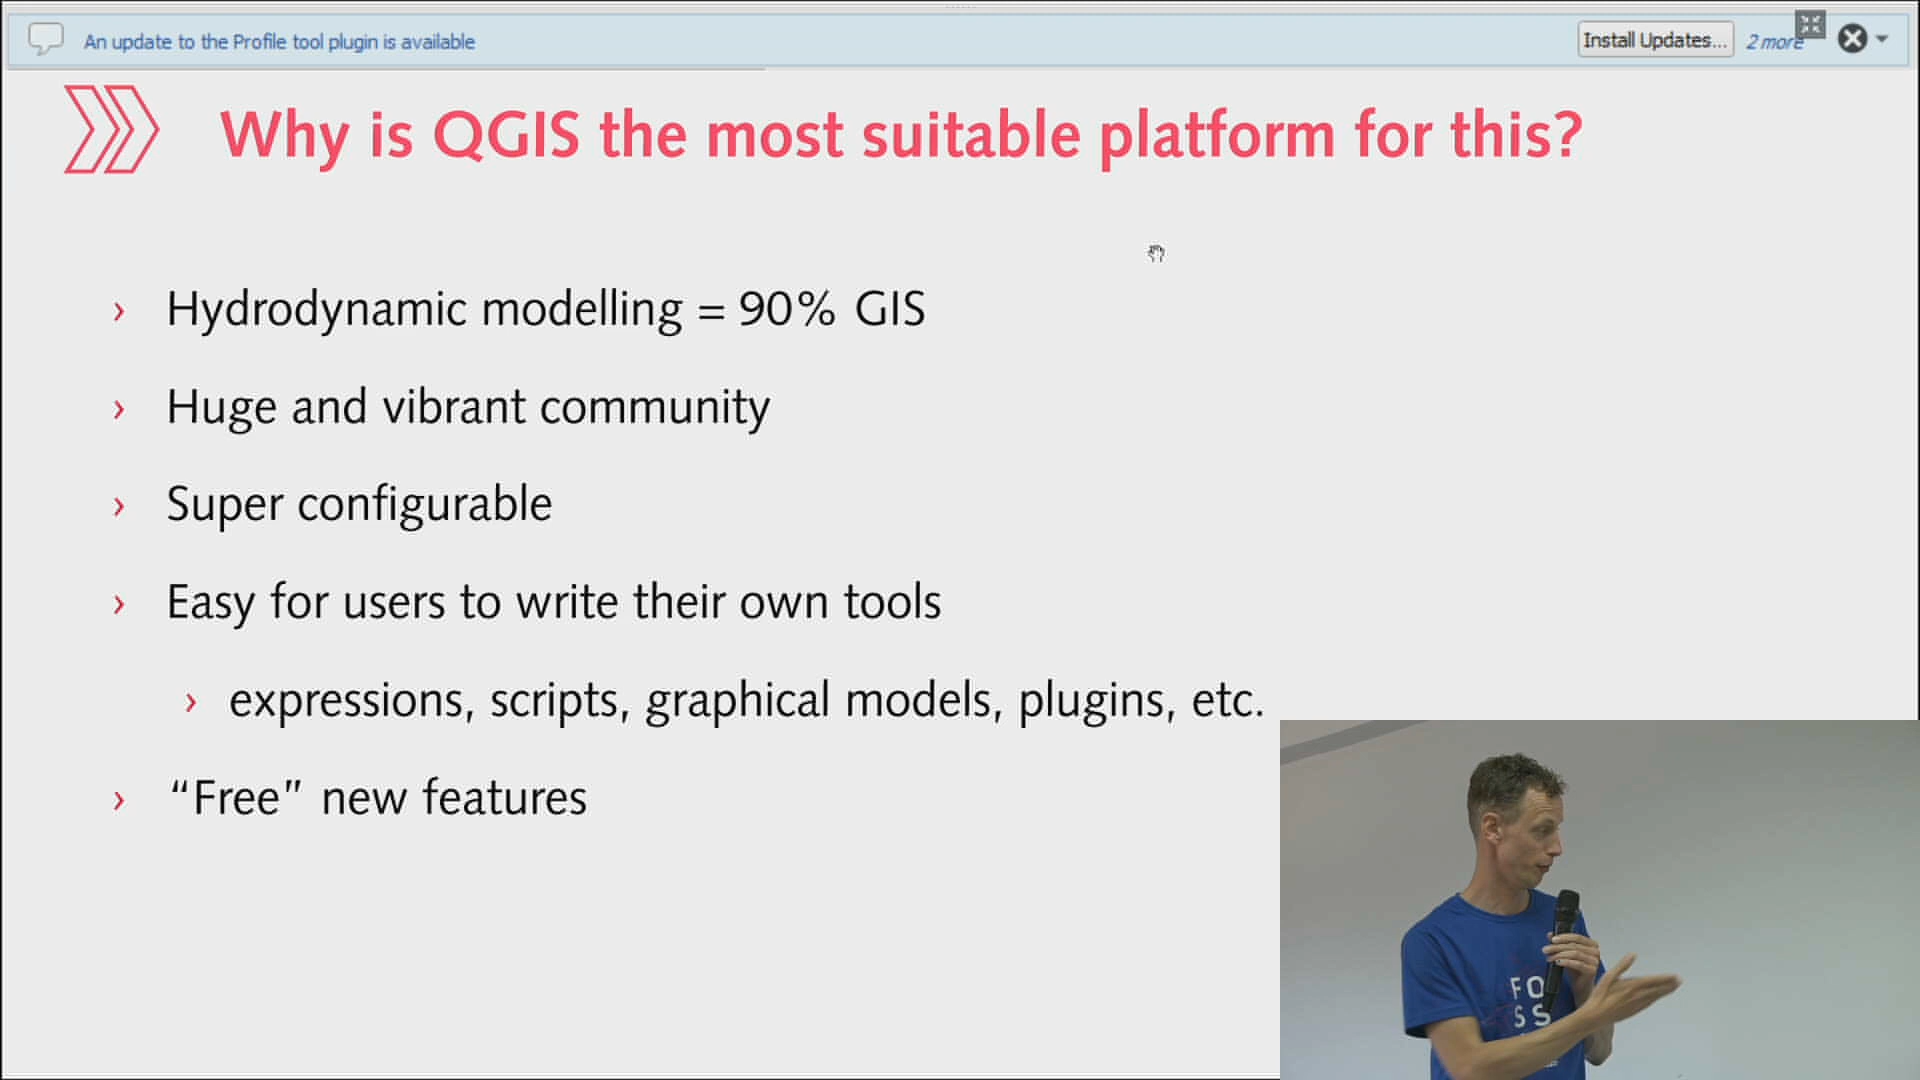 An update to the Profile tool plugin is available
Install Updates...
2 more
Why is QGIS the most suitable platform for this?
› Hydrodynamic modelling = 90% GIS
› Huge and vibrant community
› Super configurable
› Easy for users to write their own tools
› expressions, scripts, graphical models, plugins, etc.
› “Free” new features
FO
SS